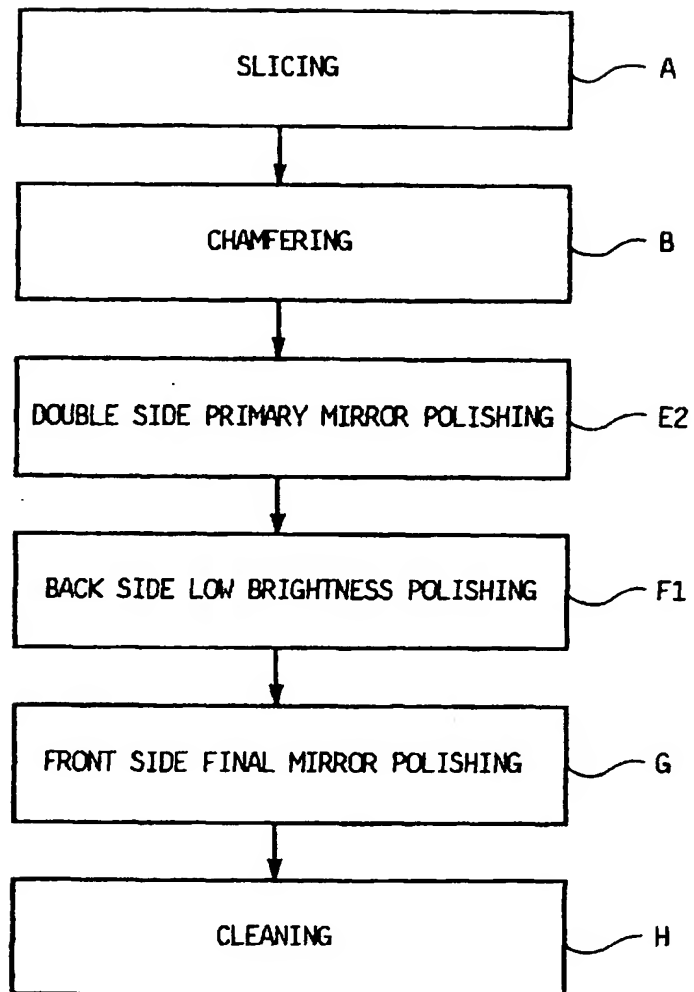 SLICING A
CHAMFERING B
DOUBLE SIDE PRIMARY MIRROR POLISHING E2
BACK SIDE LOW BRIGHTNESS POLISHING F1
FRONT SIDE FINAL MIRROR POLISHING G
CLEANING H